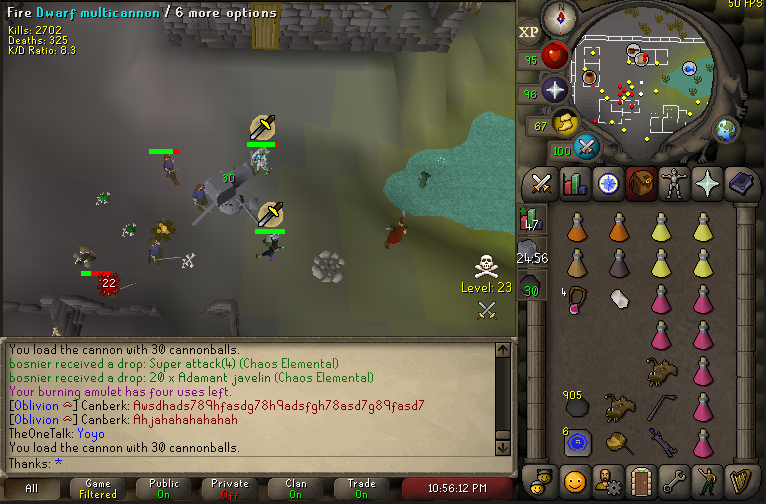 Fire Dwarf multicannon / 6 more options
Kills: 2702
Deaths: 325
K/D Ratio: 8.3
50 FPS
XP
95
96
67
100
30
22
Level: 23
47
24:56
30
4
905
6
You load the cannon with 30 cannonballs.
bosnier received a drop: Super attack(4) (Chaos Elemental)
bosnier received a drop: 20 x Adamant javelin (Chaos Elemental)
Your burning amulet has four uses left.
[Oblivion] Canberk: Awsdhads789hfasdg78h9adsfgh78asd7g89fasd7
[Oblivion] Canberk: Ahjahahahahahah
TheOneTalk: Yoyo
You load the cannon with 30 cannonballs.
Thanks: *
All
Game Filtered
Public On
Private Off
Clan On
Trade On
10:56:12 PM